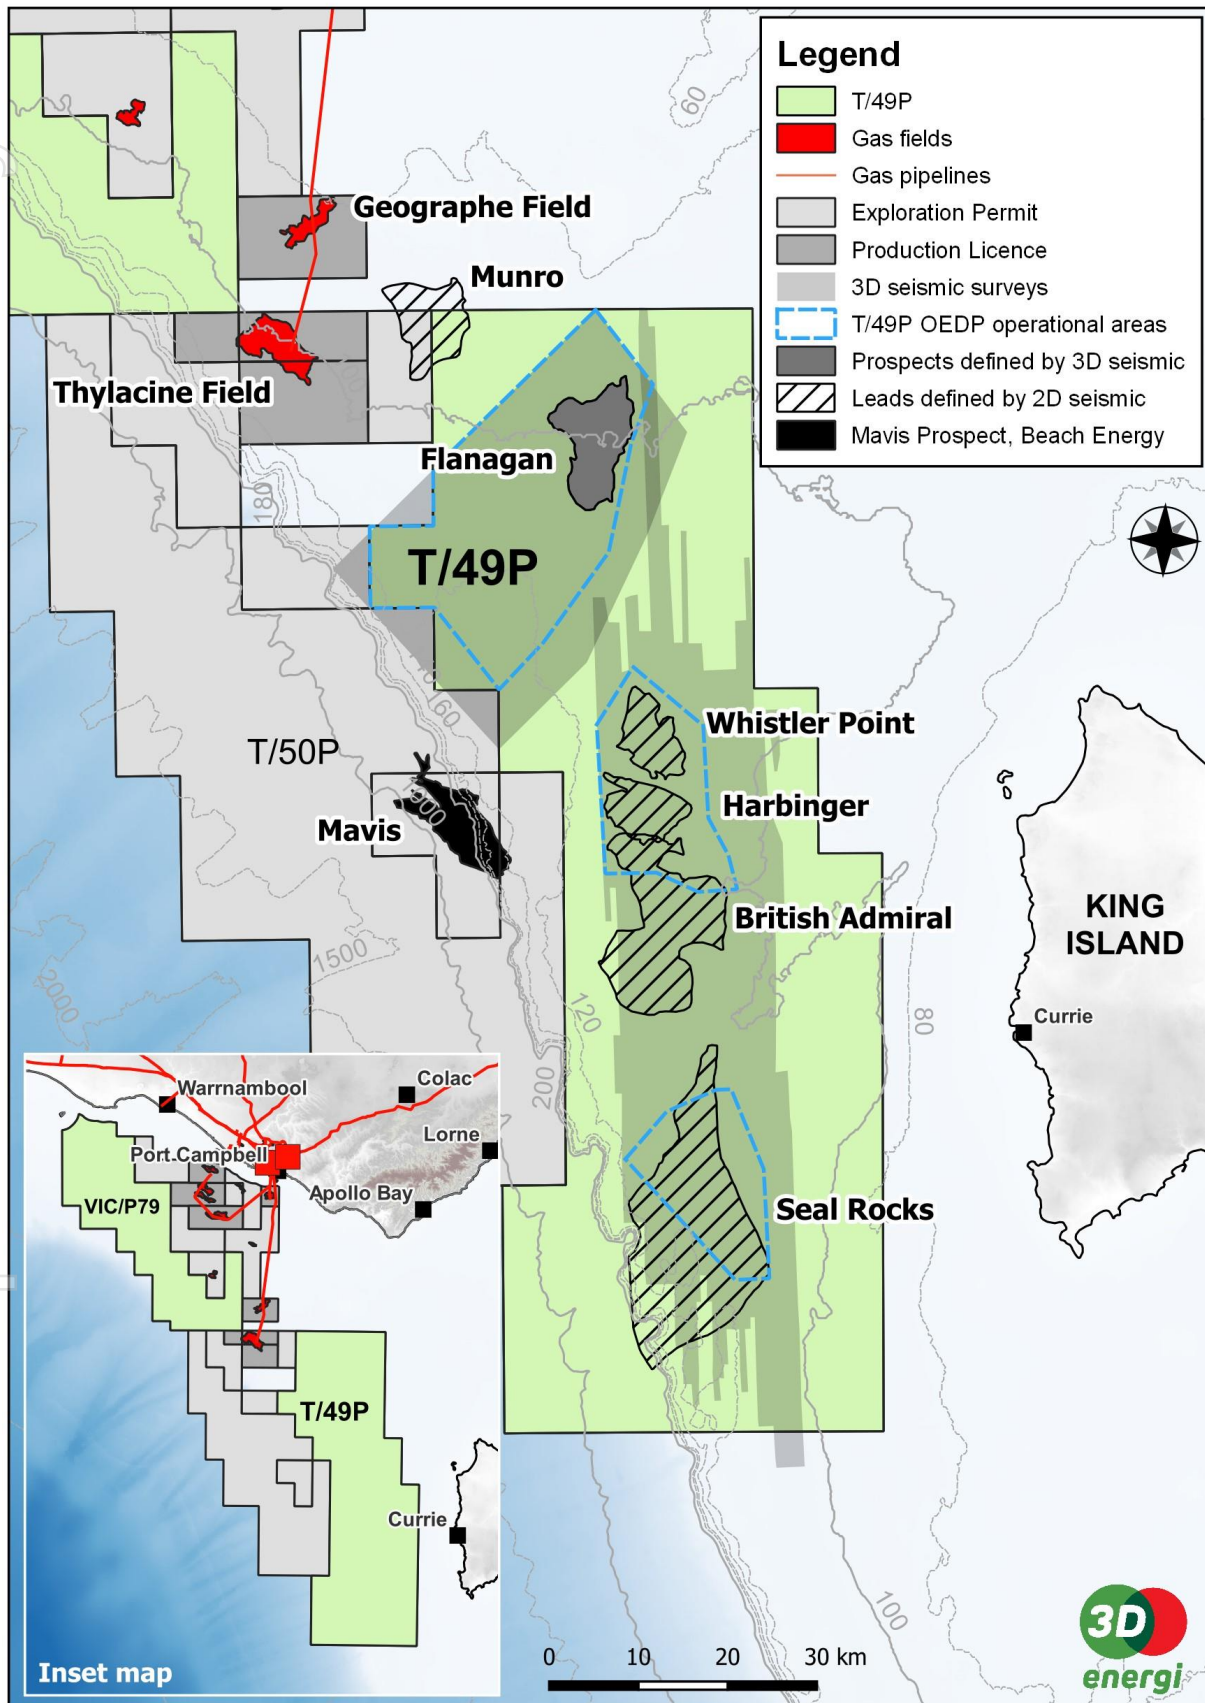 Legend
T/49P
Gas fields
Gas pipelines
Exploration Permit
Production Licence
3D seismic surveys
T/49P OEDP operational areas
Prospects defined by 3D seismic
Leads defined by 2D seismic
Mavis Prospect, Beach Energy
60
Geographe Field
Munro
Thylacine Field
Flanagan
180
T/49P
160
Whistler Point
T/50P
900
Harbinger
Mavis
British Admiral
KING
ISLAND
1500
2000
120
80
Currie
200
Seal Rocks
Warrnambool
Colac
Lorne
Port Campbell
Apollo Bay
VIC/P79
T/49P
Currie
Inset map
100
0 10 20 30 km
3D
energi